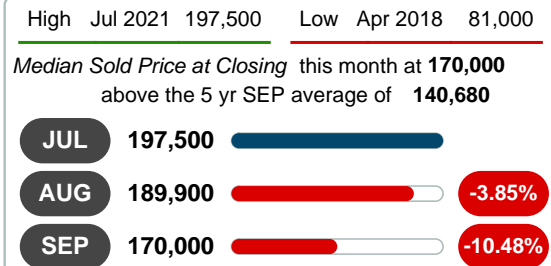 High Jul 2021 197,500 Low Apr 2018 81,000
Median Sold Price at Closing this month at 170,000
above the 5 yr SEP average of 140,680
JUL 197,500
AUG 189,900 -3.85%
SEP 170,000 -10.48%